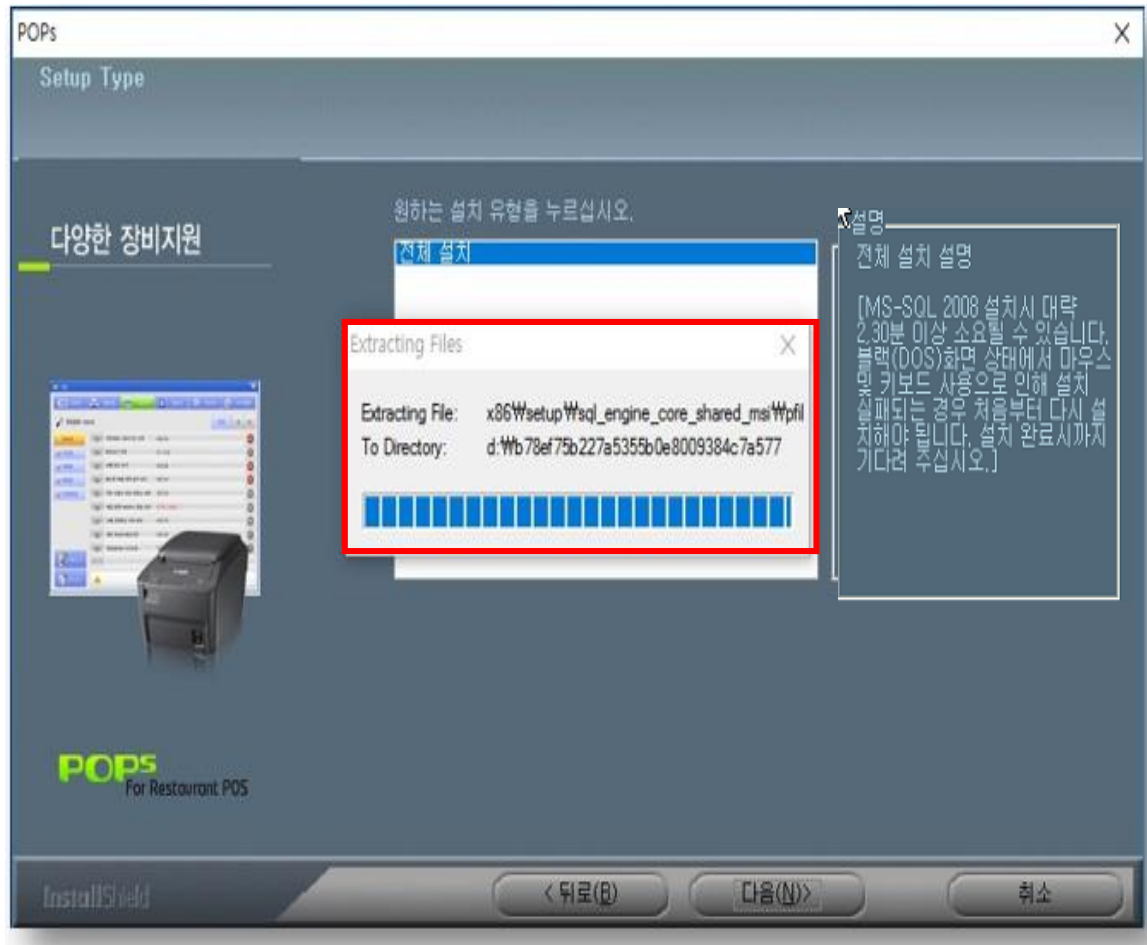 POPs
Setup Type
다양한 장비지원
원하는 설치 유형을 누르십시오.
전체 설치
Extracting Files
Extracting File: x86₩setup₩sql_engine_core_shared_msi₩pfil
To Directory: d:₩b78ef75b227a5355b0e8009384c7a577
설명
전체 설치 설명
[MS-SQL 2008 설치시 대략
2,30분 이상 소요될 수 있습니다.
블랙(DOS)화면 상태에서 마우스
및 키보드 사용으로 인해 설치
실패되는 경우 처음부터 다시 설
치해야 됩니다. 설치 완료시까지
기다려 주십시오.]
POPs
For Restaurant POS
InstallShield
< 뒤로(B)
다음(N)>
취소